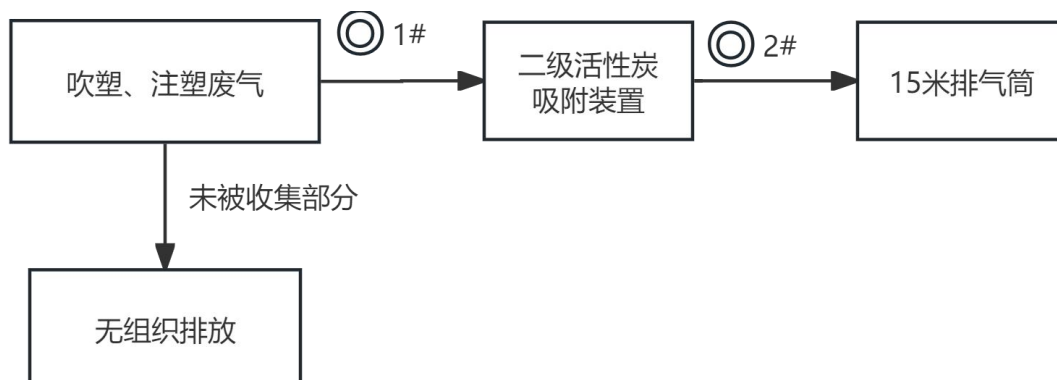 吹塑、注塑废气
1#
二级活性炭
吸附装置
2#
15米排气筒
未被收集部分
无组织排放